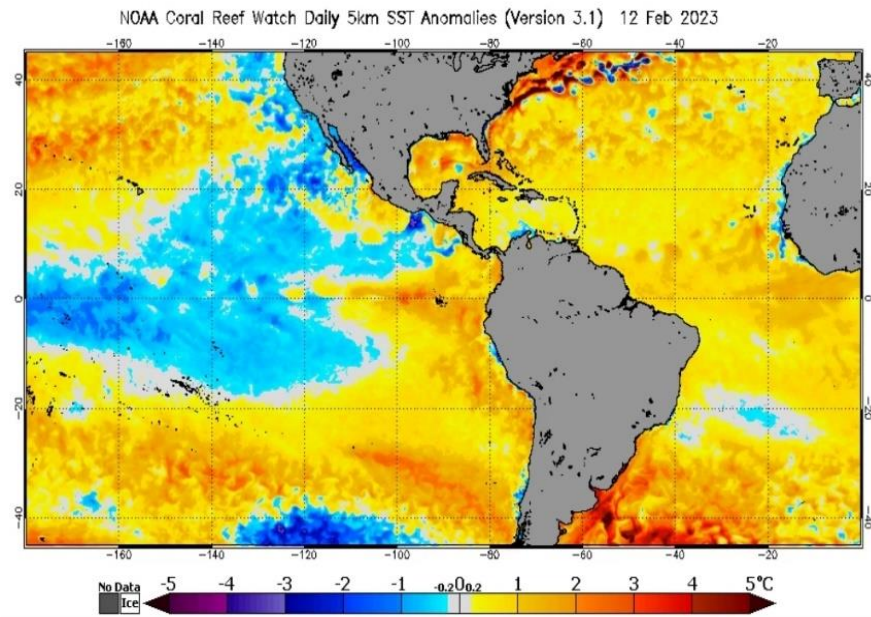 NOAA Coral Reef Watch Daily 5km SST Anomalies (Version 3.1) 12 Feb 2023
-160 -140 -120 -100 -80 -60 -40 -20
40 40
20 20
0 0
-20 -20
-40 -40
-160 -140 -120 -100 -80 -60 -40 -20
No Data -5 -4 -3 -2 -1 -0.2 0 0.2 1 2 3 4 5°C
Ice